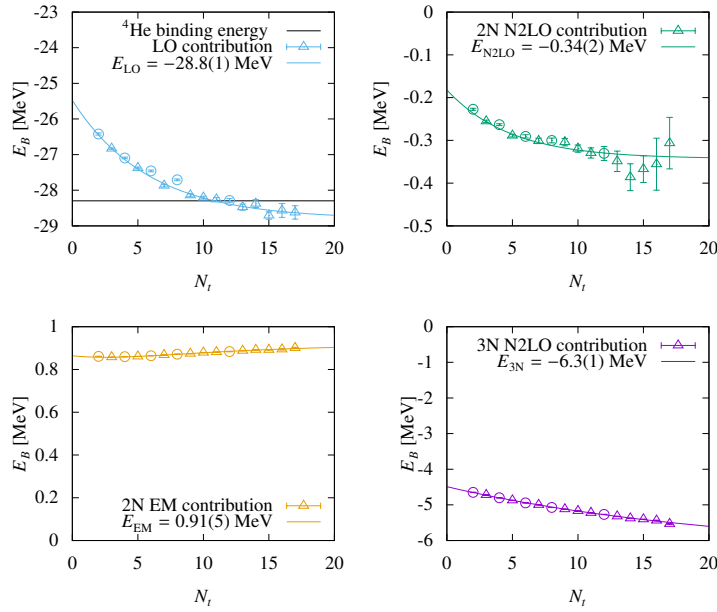 -23
-24
-25
-26
-27
-28
-29
0 5 10 15 20
E_B [MeV]
N_t
⁴He binding energy
LO contribution
E_LO = −28.8(1) MeV
0
-0.1
-0.2
-0.3
-0.4
-0.5
0 5 10 15 20
E_B [MeV]
N_t
2N N2LO contribution
E_N2LO = −0.34(2) MeV
1
0.8
0.6
0.4
0.2
0
0 5 10 15 20
E_B [MeV]
N_t
2N EM contribution
E_EM = 0.91(5) MeV
0
-1
-2
-3
-4
-5
-6
0 5 10 15 20
E_B [MeV]
N_t
3N N2LO contribution
E_3N = −6.3(1) MeV